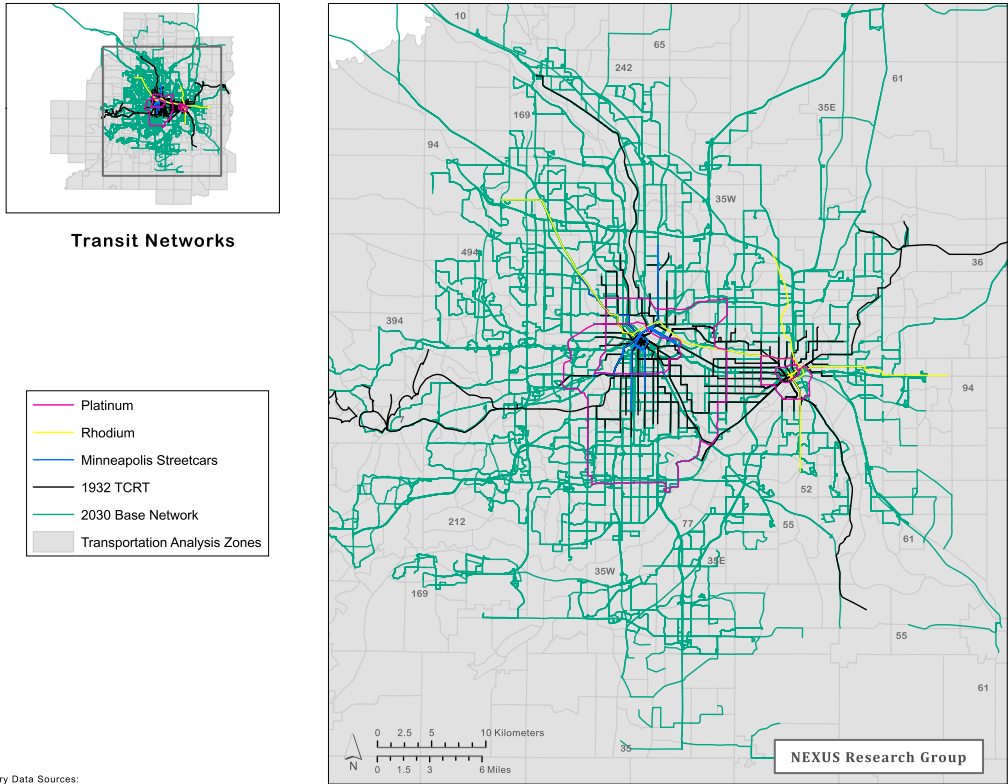 Transit Networks
Platinum
Rhodium
Minneapolis Streetcars
1932 TCRT
2030 Base Network
Transportation Analysis Zones
ry Data Sources:
10
65
242
61
35E
169
94
35W
494
36
394
94
52
212
77
55
61
35E
35W
169
55
61
35
0 2.5 5 10 Kilometers
0 1.5 3 6 Miles
N
NEXUS Research Group